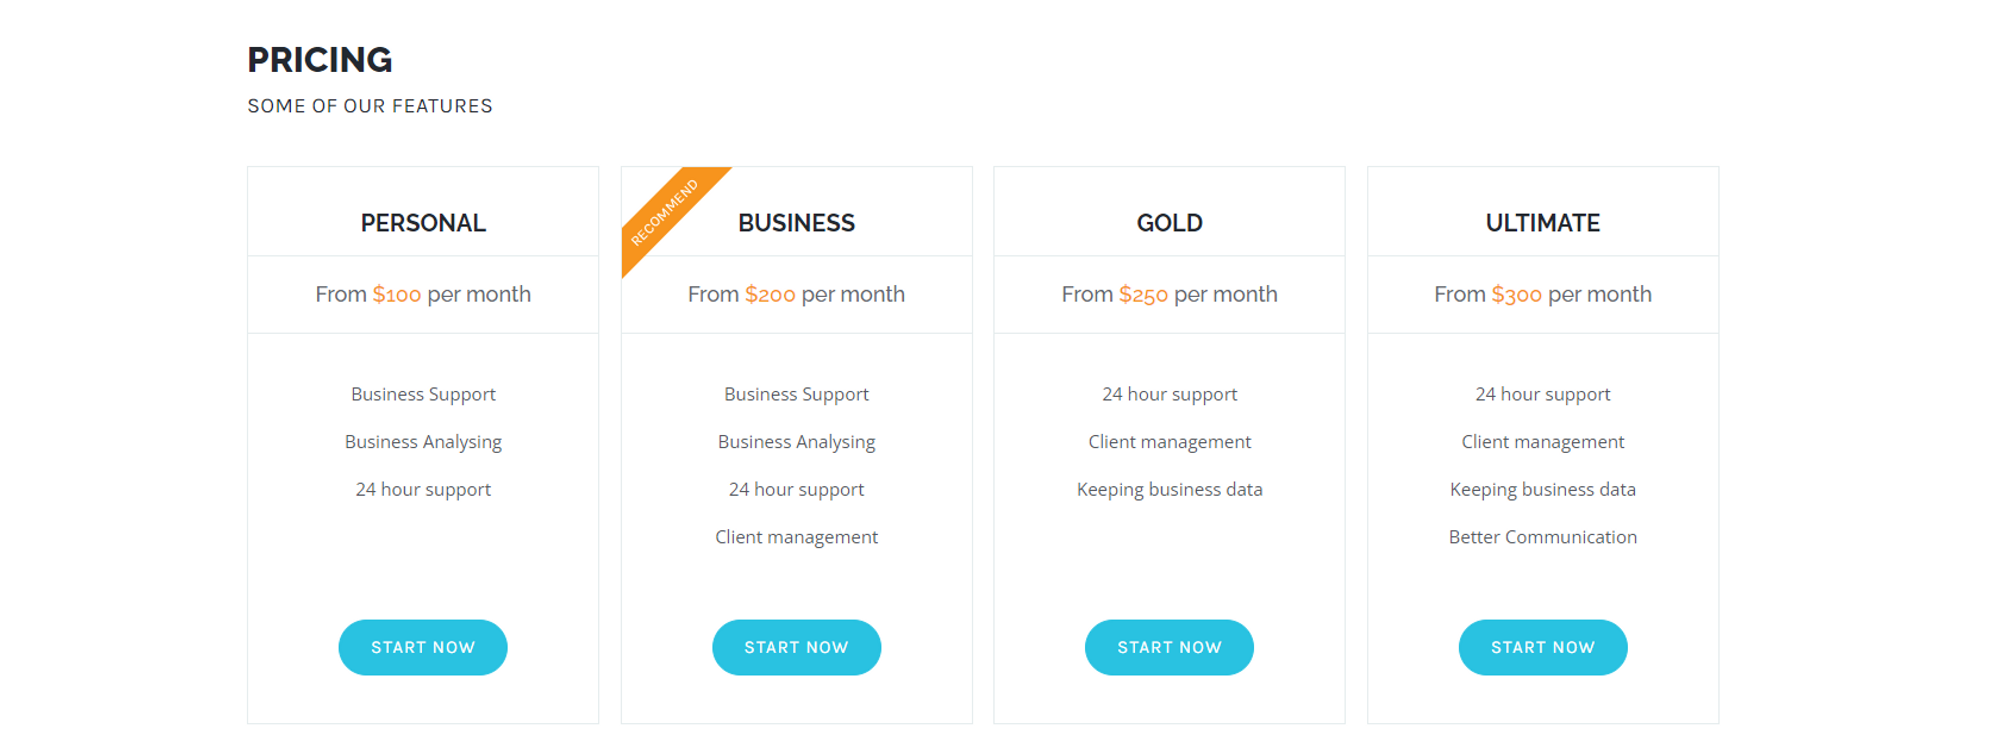 PRICING
SOME OF OUR FEATURES
PERSONAL
From $100 per month
Business Support
Business Analysing
24 hour support
START NOW
RECOMMEND
BUSINESS
From $200 per month
Business Support
Business Analysing
24 hour support
Client management
START NOW
GOLD
From $250 per month
24 hour support
Client management
Keeping business data
START NOW
ULTIMATE
From $300 per month
24 hour support
Client management
Keeping business data
Better Communication
START NOW